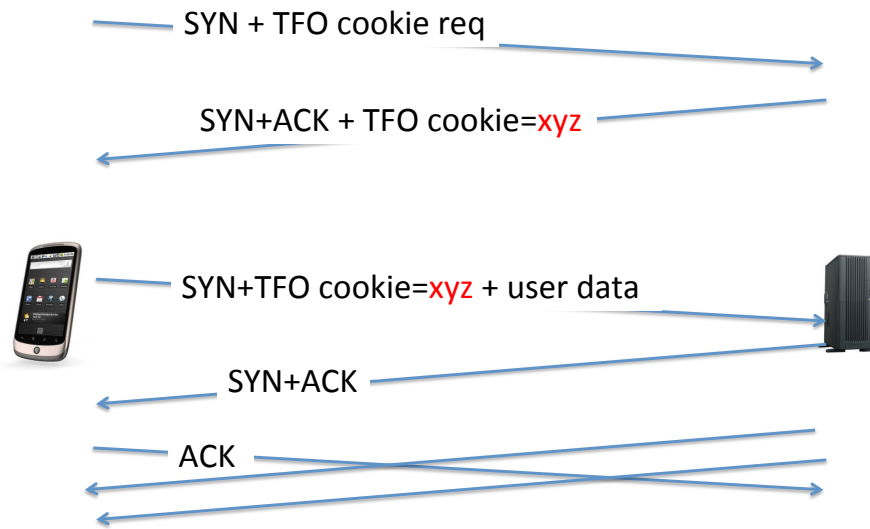 SYN + TFO cookie req
SYN+ACK + TFO cookie=xyz
SYN+TFO cookie=xyz + user data
SYN+ACK
ACK